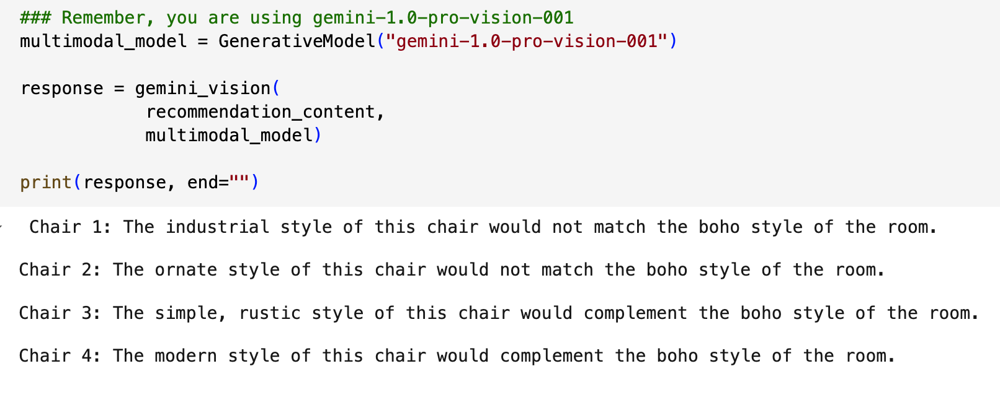 ### Remember, you are using gemini-1.0-pro-vision-001
multimodal_model = GenerativeModel("gemini-1.0-pro-vision-001")
response = gemini_vision(
recommendation_content,
multimodal_model)
print(response, end="")
Chair 1: The industrial style of this chair would not match the boho style of the room.
Chair 2: The ornate style of this chair would not match the boho style of the room.
Chair 3: The simple, rustic style of this chair would complement the boho style of the room.
Chair 4: The modern style of this chair would complement the boho style of the room.